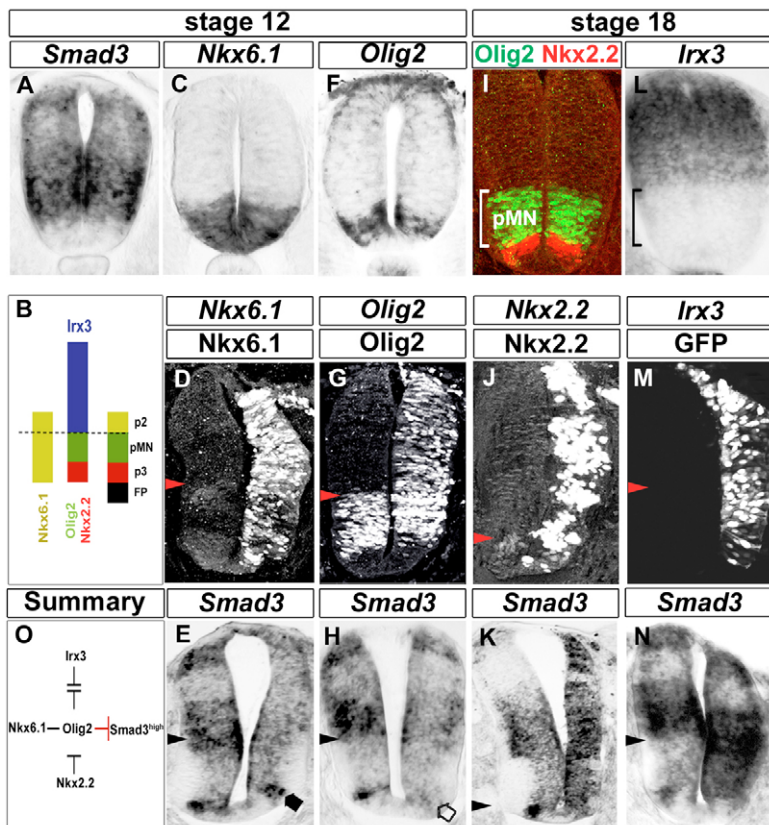 stage 12
stage 18
Smad3
Nkx6.1
Olig2
Olig2 Nkx2.2
Irx3
A
C
F
I
L
pMN
B
Irx3
p2
pMN
p3
FP
Nkx6.1
Olig2
Nkx2.2
Nkx6.1
Olig2
Nkx2.2
Irx3
Nkx6.1
Olig2
Nkx2.2
GFP
D
G
J
M
Summary
Smad3
Smad3
Smad3
Smad3
O
Irx3
Nkx6.1
Olig2
Smad3high
Nkx2.2
E
H
K
N